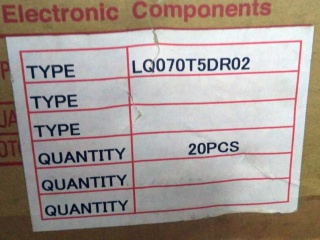 Electronic Components
TYPE LQ070T5DR02
TYPE
TYPE
QUANTITY 20PCS
QUANTITY
QUANTITY